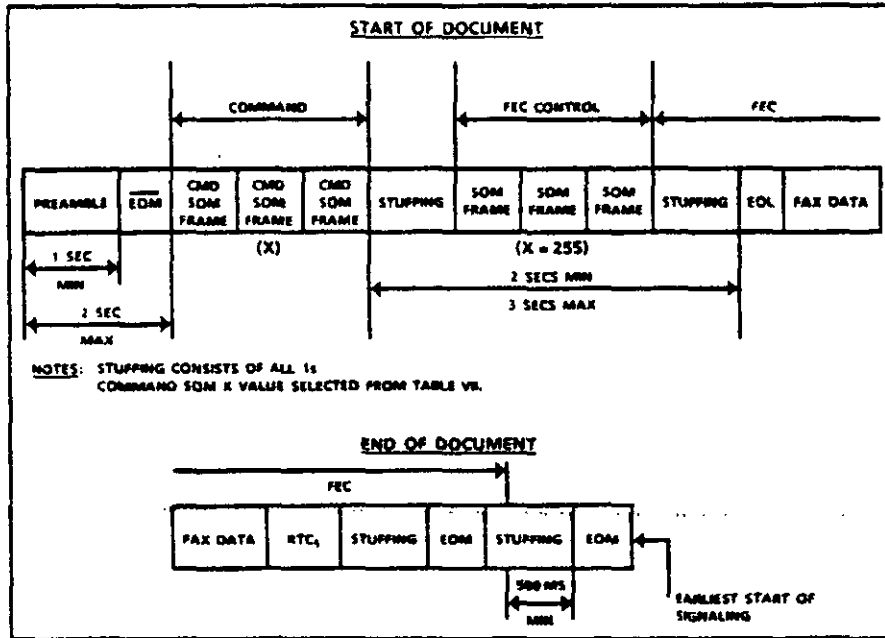 START OF DOCUMENT
COMMAND FEC CONTROL FEC
PREAMBLE EOM CMD SOM FRAME CMD SOM FRAME CMD SOM FRAME STUFFING SOM FRAME SOM FRAME SOM FRAME STUFFING EOL FAX DATA
(X) (X = 255)
1 SEC
MIN
2 SEC
MAX
2 SECS MIN
3 SECS MAX
NOTES: STUFFING CONSISTS OF ALL 1s
COMMAND SOM X VALUE SELECTED FROM TABLE VII.
END OF DOCUMENT
FEC
FAX DATA RTC₁ STUFFING EOM STUFFING EOM
500 MS
MIN
EARLIEST START OF
SIGNALING